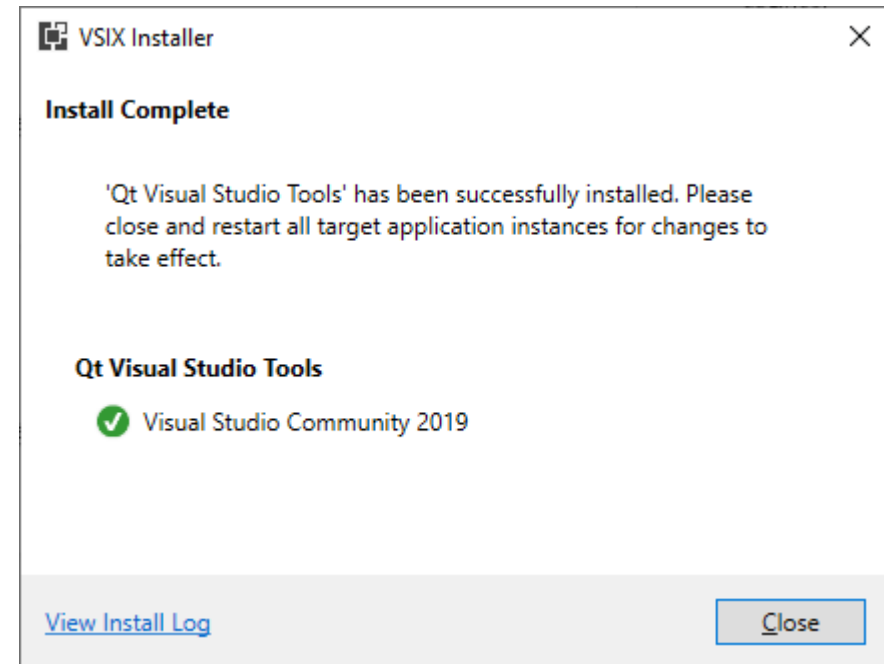 VSIX Installer
Install Complete
'Qt Visual Studio Tools' has been successfully installed. Please
close and restart all target application instances for changes to
take effect.
Qt Visual Studio Tools
Visual Studio Community 2019
View Install Log
Close